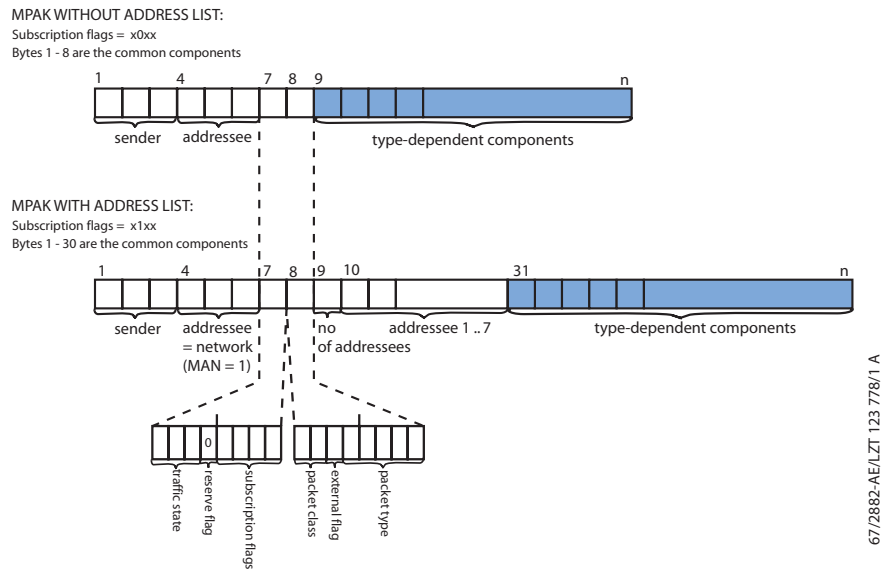 MPAK WITHOUT ADDRESS LIST:
Subscription flags = x0xx
Bytes 1 - 8 are the common components
1 4 7 8 9 n
sender addressee type-dependent components
MPAK WITH ADDRESS LIST:
Subscription flags = x1xx
Bytes 1 - 30 are the common components
1 4 7 8 9 10 31 n
sender addressee no addressee 1 .. 7 type-dependent components
= network of addressees
(MAN = 1)
0
traffic state
reserve flag
subscription flags
packet class
external flag
packet type
67/2882-AE/LZT 123 778/1 A